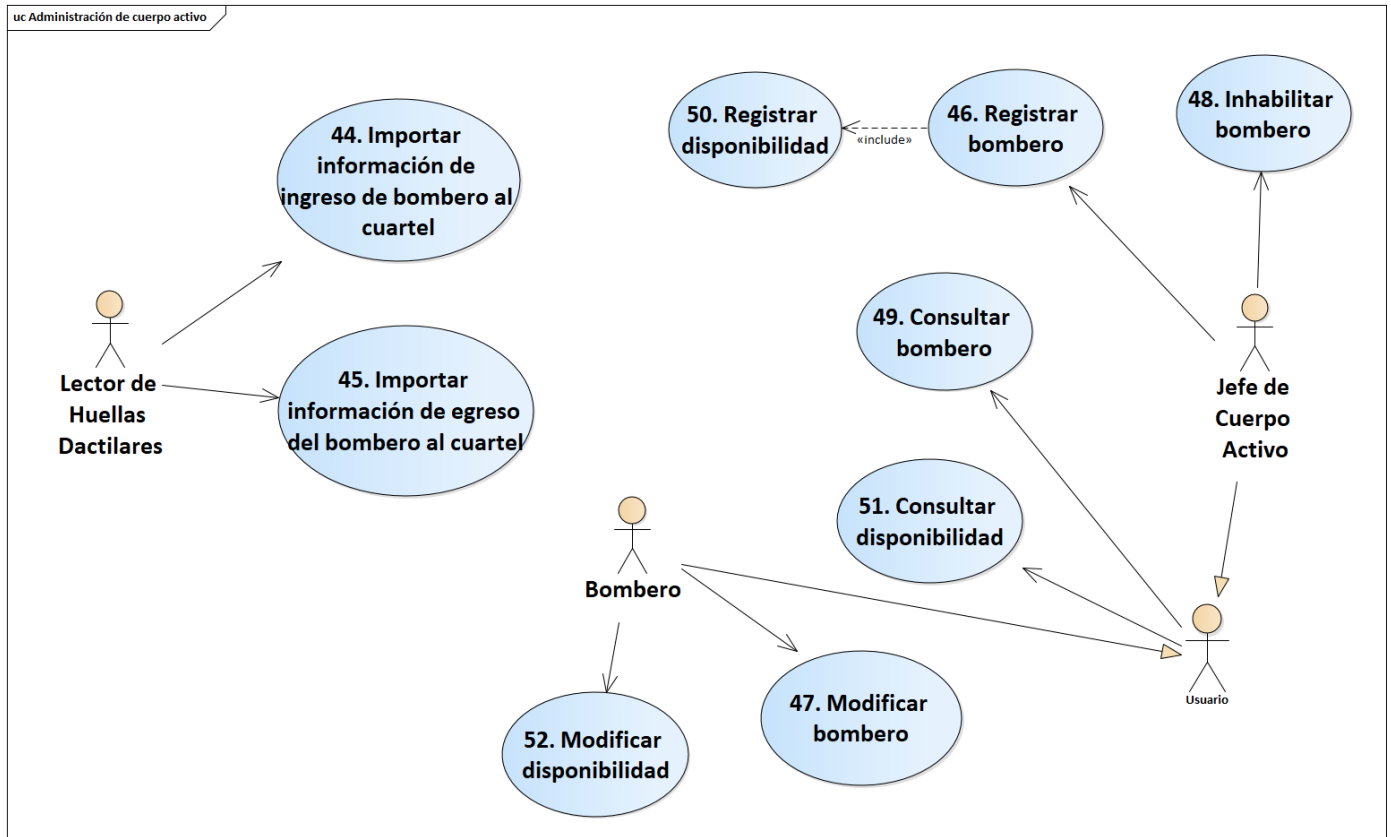 uc Administración de cuerpo activo
44. Importar
información de
ingreso de bombero al
cuartel
50. Registrar
disponibilidad
«include»
46. Registrar
bombero
48. Inhabilitar
bombero
Lector de
Huellas
Dactilares
45. Importar
información de egreso
del bombero al cuartel
49. Consultar
bombero
Jefe de
Cuerpo
Activo
51. Consultar
disponibilidad
Bombero
52. Modificar
disponibilidad
47. Modificar
bombero
Usuario